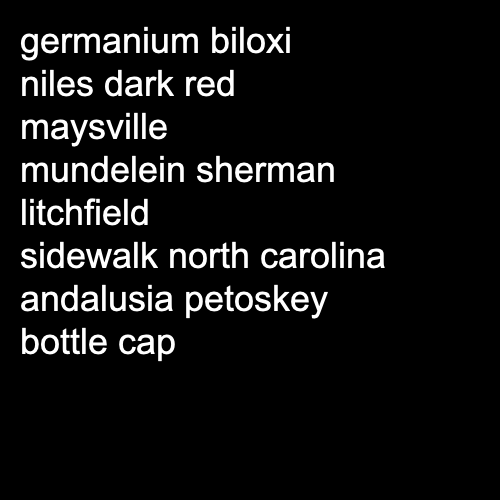 germanium biloxi
niles dark red
maysville
mundelein sherman
litchfield
sidewalk north carolina
andalusia petoskey
bottle cap